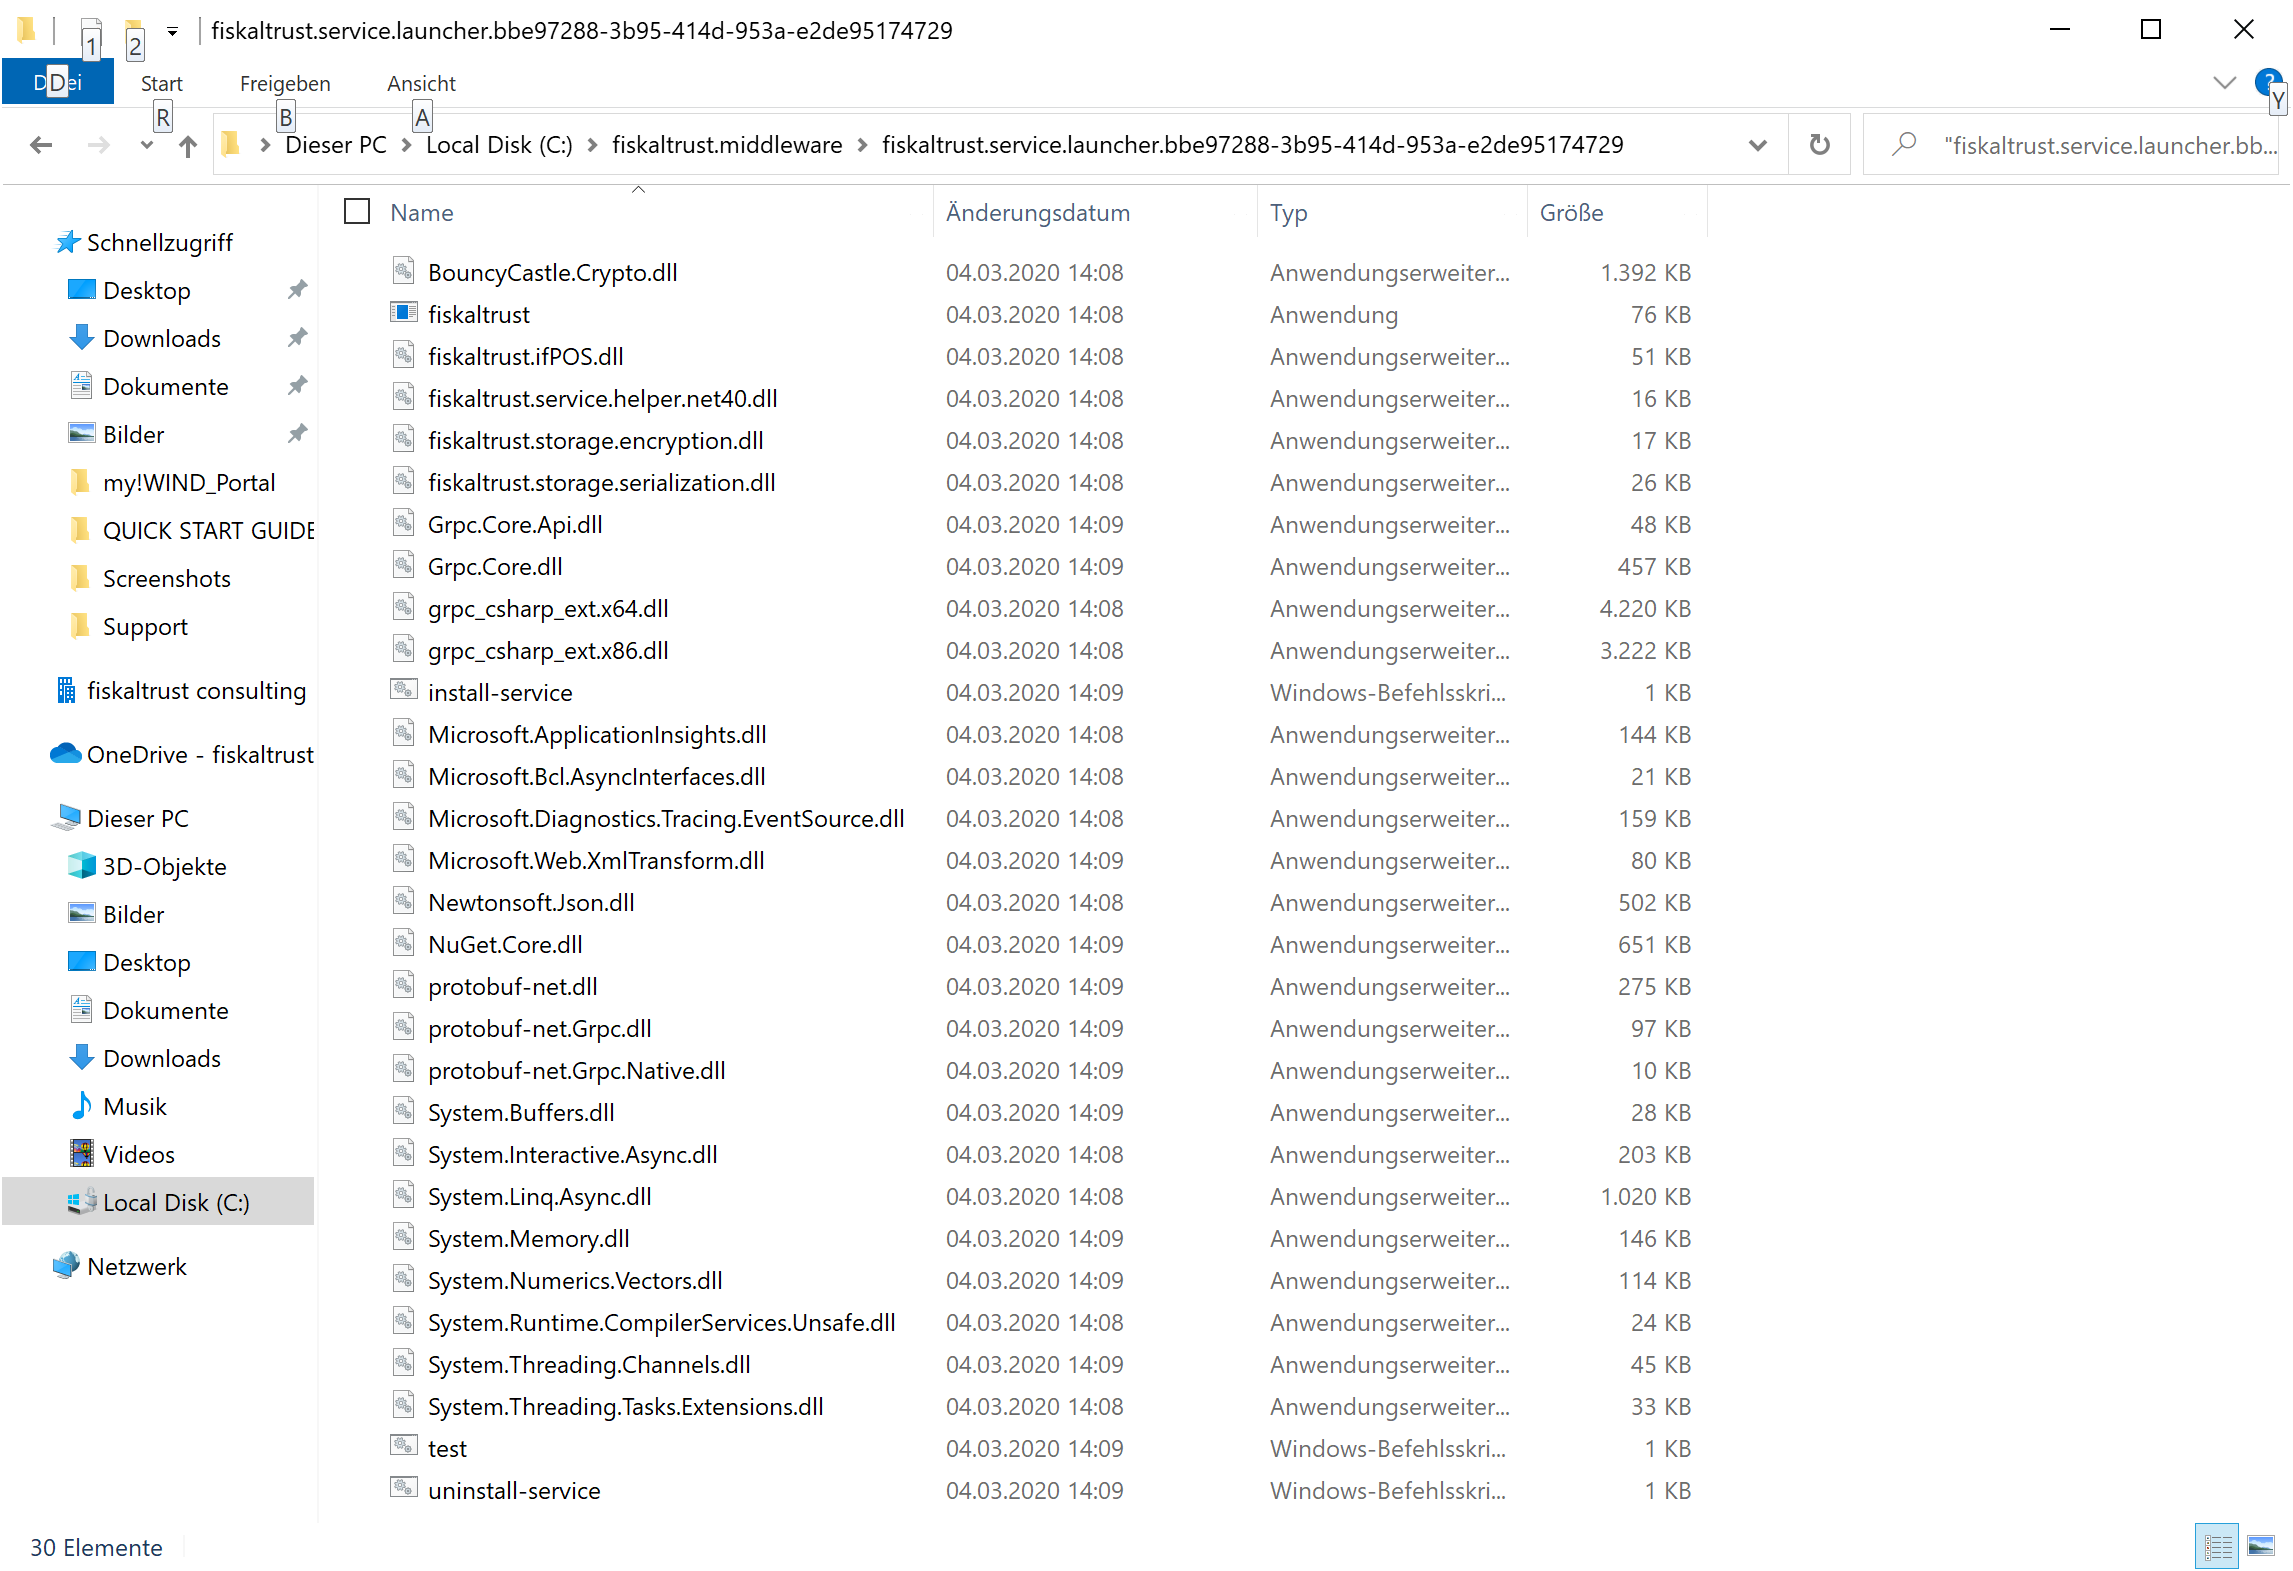 1
2
fiskaltrust.service.launcher.bbe97288-3b95-414d-953a-e2de95174729
D
ei
Start
Freigeben
Ansicht
?
R
B
A
Y
Dieser PC
Local Disk (C:)
fiskaltrust.middleware
fiskaltrust.service.launcher.bbe97288-3b95-414d-953a-e2de95174729
"fiskaltrust.service.launcher.bb...
Schnellzugriff
Desktop
Downloads
Dokumente
Bilder
my!WIND_Portal
QUICK START GUIDE
Screenshots
Support
fiskaltrust consulting
OneDrive - fiskaltrust
Dieser PC
3D-Objekte
Bilder
Desktop
Dokumente
Downloads
Musik
Videos
Local Disk (C:)
Netzwerk
Name Änderungsdatum Typ Größe
BouncyCastle.Crypto.dll 04.03.2020 14:08 Anwendungserweiter... 1.392 KB
fiskaltrust 04.03.2020 14:08 Anwendung 76 KB
fiskaltrust.ifPOS.dll 04.03.2020 14:08 Anwendungserweiter... 51 KB
fiskaltrust.service.helper.net40.dll 04.03.2020 14:08 Anwendungserweiter... 16 KB
fiskaltrust.storage.encryption.dll 04.03.2020 14:08 Anwendungserweiter... 17 KB
fiskaltrust.storage.serialization.dll 04.03.2020 14:08 Anwendungserweiter... 26 KB
Grpc.Core.Api.dll 04.03.2020 14:09 Anwendungserweiter... 48 KB
Grpc.Core.dll 04.03.2020 14:09 Anwendungserweiter... 457 KB
grpc_csharp_ext.x64.dll 04.03.2020 14:08 Anwendungserweiter... 4.220 KB
grpc_csharp_ext.x86.dll 04.03.2020 14:08 Anwendungserweiter... 3.222 KB
install-service 04.03.2020 14:09 Windows-Befehlsskri... 1 KB
Microsoft.ApplicationInsights.dll 04.03.2020 14:08 Anwendungserweiter... 144 KB
Microsoft.Bcl.AsyncInterfaces.dll 04.03.2020 14:08 Anwendungserweiter... 21 KB
Microsoft.Diagnostics.Tracing.EventSource.dll 04.03.2020 14:08 Anwendungserweiter... 159 KB
Microsoft.Web.XmlTransform.dll 04.03.2020 14:09 Anwendungserweiter... 80 KB
Newtonsoft.Json.dll 04.03.2020 14:08 Anwendungserweiter... 502 KB
NuGet.Core.dll 04.03.2020 14:09 Anwendungserweiter... 651 KB
protobuf-net.dll 04.03.2020 14:09 Anwendungserweiter... 275 KB
protobuf-net.Grpc.dll 04.03.2020 14:09 Anwendungserweiter... 97 KB
protobuf-net.Grpc.Native.dll 04.03.2020 14:09 Anwendungserweiter... 10 KB
System.Buffers.dll 04.03.2020 14:09 Anwendungserweiter... 28 KB
System.Interactive.Async.dll 04.03.2020 14:08 Anwendungserweiter... 203 KB
System.Linq.Async.dll 04.03.2020 14:08 Anwendungserweiter... 1.020 KB
System.Memory.dll 04.03.2020 14:09 Anwendungserweiter... 146 KB
System.Numerics.Vectors.dll 04.03.2020 14:09 Anwendungserweiter... 114 KB
System.Runtime.CompilerServices.Unsafe.dll 04.03.2020 14:08 Anwendungserweiter... 24 KB
System.Threading.Channels.dll 04.03.2020 14:09 Anwendungserweiter... 45 KB
System.Threading.Tasks.Extensions.dll 04.03.2020 14:08 Anwendungserweiter... 33 KB
test 04.03.2020 14:09 Windows-Befehlsskri... 1 KB
uninstall-service 04.03.2020 14:09 Windows-Befehlsskri... 1 KB
30 Elemente